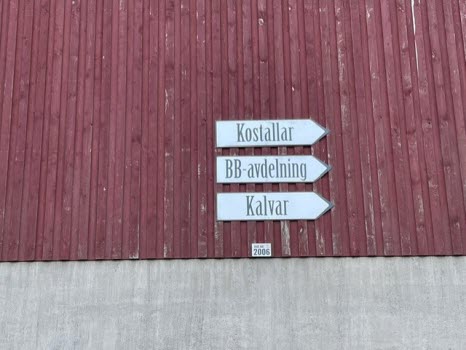 Kostallar
BB-avdelning
Kalvar
2006